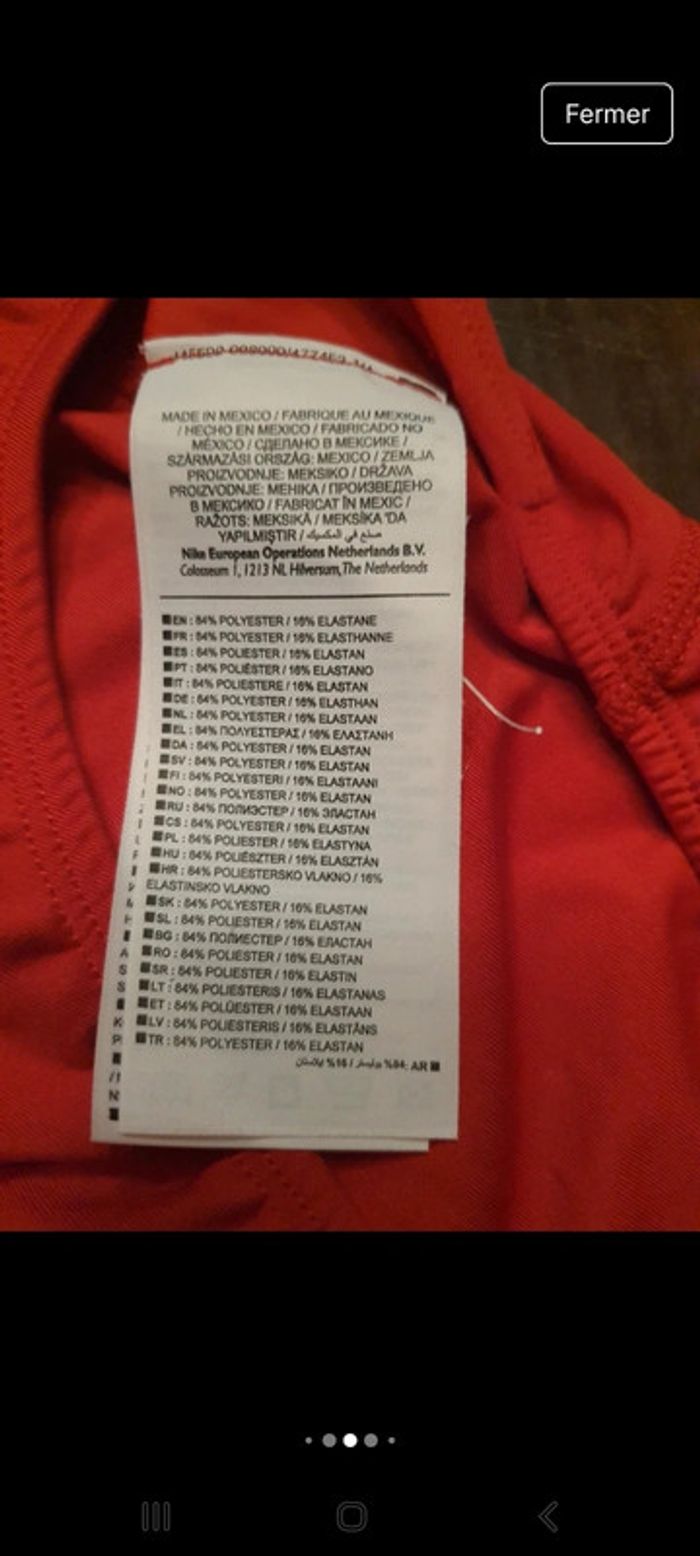 Fermer
MADE IN MEXICO / FABRIQUE AU MEXIQUE
/ HECHO EN MEXICO / FABRICADO NO
MÉXICO / СДЕЛАНО В МЕКСИКЕ /
SZÁRMAZÁSI ORSZÁG: MEXICO / ZEMLJA
PROIZVODNJE: MEKSIKO / DRŽAVA
PROIZVODNJE: МЕНІКА / ПРОИЗВЕДЕНО
В МЕКСИКО / FABRICAT ÎN MEXIC /
RAŽOTS: MEKSIKĀ / MEKSİKA 'DA
YAPILMIŞTIR / صنع في المكسيك
Nike European Operations Netherlands B.V.
Colosseum 1, 1213 NL Hilversum, The Netherlands
EN : 84% POLYESTER / 16% ELASTANE
FR : 84% POLYESTER / 16% ELASTHANNE
ES : 84% POLIESTER / 16% ELASTAN
PT : 84% POLIÉSTER / 16% ELASTANO
IT : 84% POLIESTERE / 16% ELASTAN
DE : 84% POLYESTER / 16% ELASTHAN
NL : 84% POLYESTER / 16% ELASTAAN
EL : 84% ΠΟΛΥΕΣΤΕΡΑΣ / 16% ΕΛΑΣΤΑΝΗ
DA : 84% POLYESTER / 16% ELASTAN
SV : 84% POLYESTER / 16% ELASTAN
FI : 84% POLYESTERI / 16% ELASTAANI
NO : 84% POLYESTER / 16% ELASTAN
RU : 84% ПОЛИЭСТЕР / 16% ЭЛАСТАН
CS : 84% POLYESTER / 16% ELASTAN
PL : 84% POLIESTER / 16% ELASTYNA
HU : 84% POLIÉSZTER / 16% ELASZTÁN
HR : 84% POLIESTERSKO VLAKNO / 16%
ELASTINSKO VLAKNO
SK : 84% POLYESTER / 16% ELASTAN
SL : 84% POLIESTER / 16% ELASTAN
BG : 84% ПОЛИЕСТЕР / 16% ЕЛАСТАН
RO : 84% POLIESTER / 16% ELASTAN
SR : 84% POLIESTER / 16% ELASTIN
LT : 84% POLIESTERIS / 16% ELASTANAS
ET : 84% POLÜESTER / 16% ELASTAAN
LV : 84% POLIESTERIS / 16% ELASTĀNS
TR : 84% POLYESTER / 16% ELASTAN
AR :84% بوليستر / 16% إيلاستان